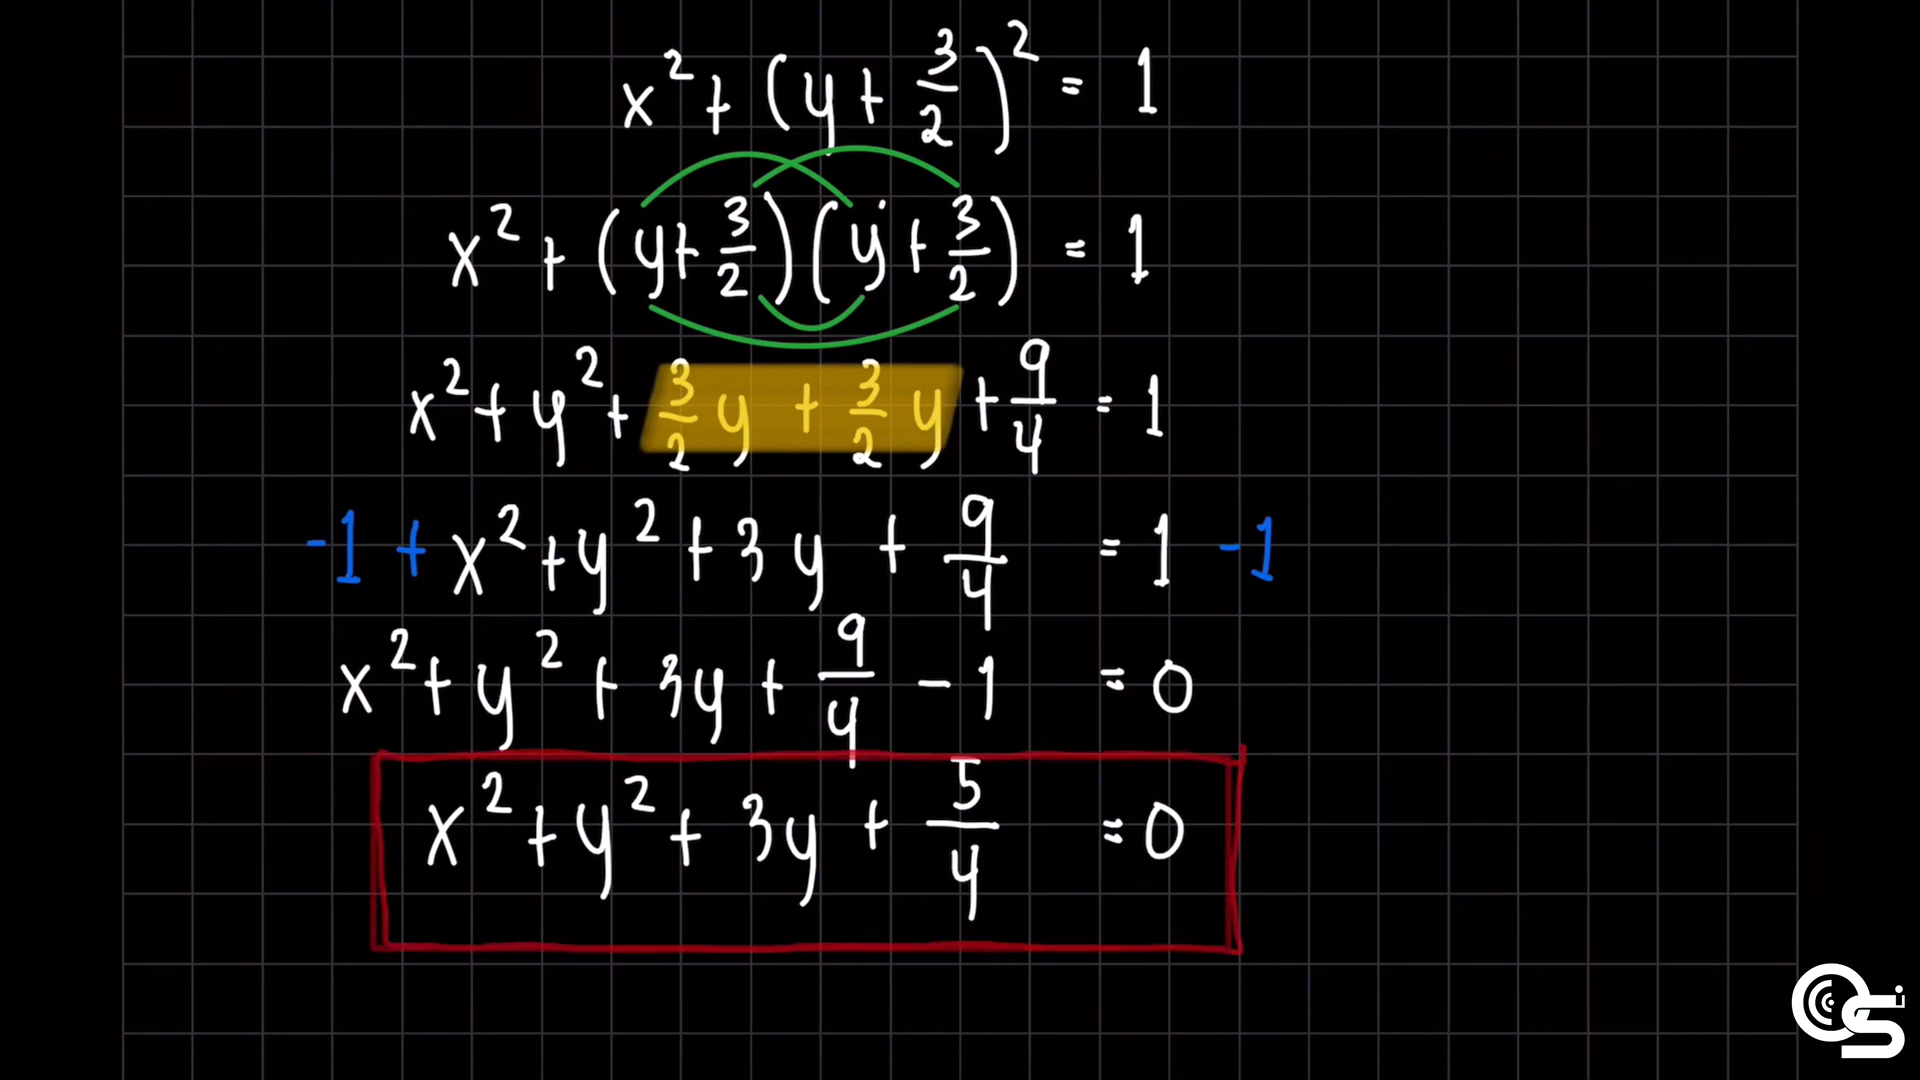 x² + (y + 3/2)² = 1
x² + (y + 3/2)(y + 3/2) = 1
x² + y² + 3/2 y + 3/2 y + 9/4 = 1
-1 + x² + y² + 3y + 9/4 = 1 -1
x² + y² + 3y + 9/4 - 1 = 0
x² + y² + 3y + 5/4 = 0